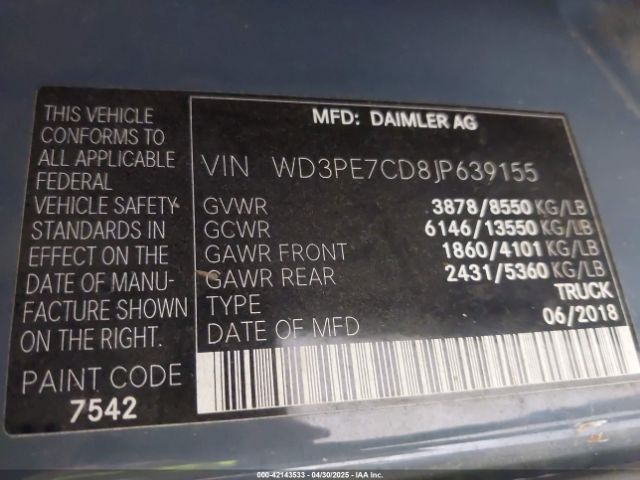 THIS VEHICLE
CONFORMS TO
ALL APPLICABLE
FEDERAL
VEHICLE SAFETY
STANDARDS IN
EFFECT ON THE
DATE OF MANU-
FACTURE SHOWN
ON THE RIGHT.
PAINT CODE
7542
MFD: DAIMLER AG
VIN WD3PE7CD8JP639155
GVWR 3878/8550 KG/LB
GCWR 6146/13550 KG/LB
GAWR FRONT 1860/4101 KG/LB
GAWR REAR 2431/5360 KG/LB
TYPE TRUCK
DATE OF MFD 06/2018
000-42143533 - 04/30/2025 - IAA Inc.